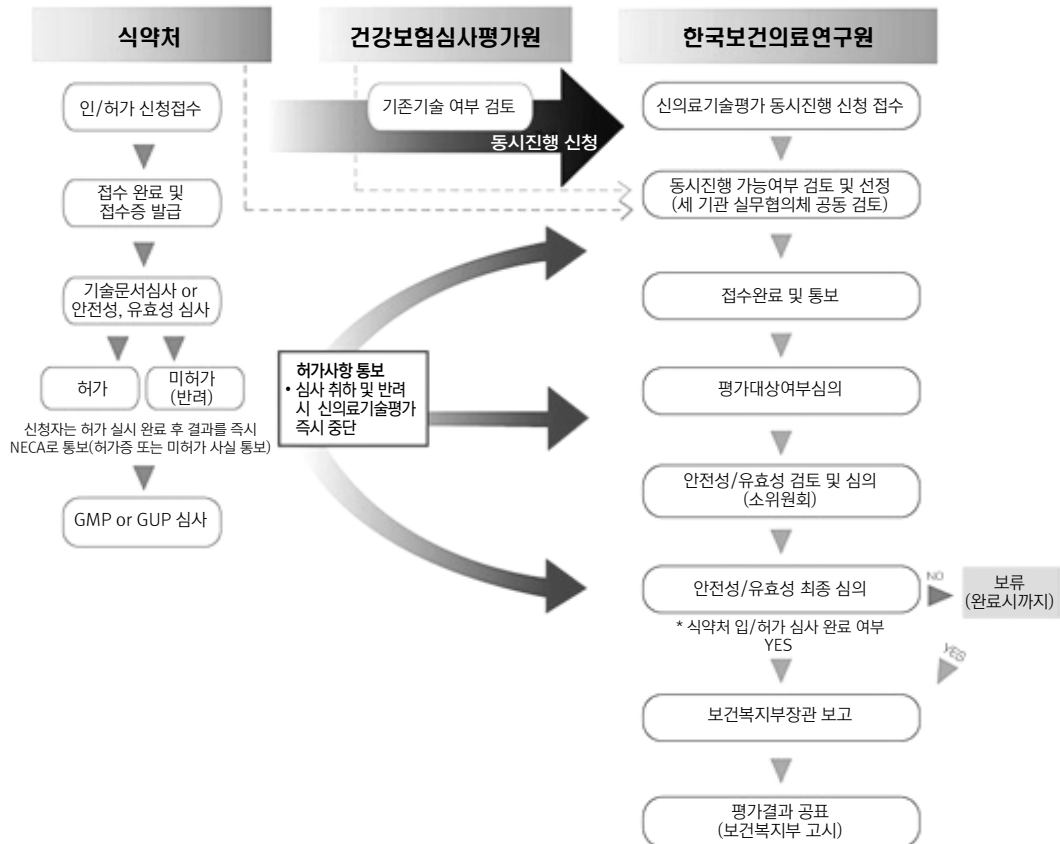 식약처
건강보험심사평가원
한국보건의료연구원
인/허가 신청접수
접수 완료 및
접수증 발급
기술문서심사 or
안전성, 유효성 심사
허가
미허가
(반려)
신청자는 허가 실시 완료 후 결과를 즉시
NECA로 통보(허가증 또는 미허가 사실 통보)
GMP or GUP 심사
기존기술 여부 검토
동시진행 신청
허가사항 통보
• 심사 취하 및 반려
시 신의료기술평가
즉시 중단
신의료기술평가 동시진행 신청 접수
동시진행 가능여부 검토 및 선정
(세 기관 실무협의체 공동 검토)
접수완료 및 통보
평가대상여부심의
안전성/유효성 검토 및 심의
(소위원회)
안전성/유효성 최종 심의
NO
보류
(완료시까지)
* 식약처 입/허가 심사 완료 여부
YES
YES
보건복지부장관 보고
평가결과 공표
(보건복지부 고시)